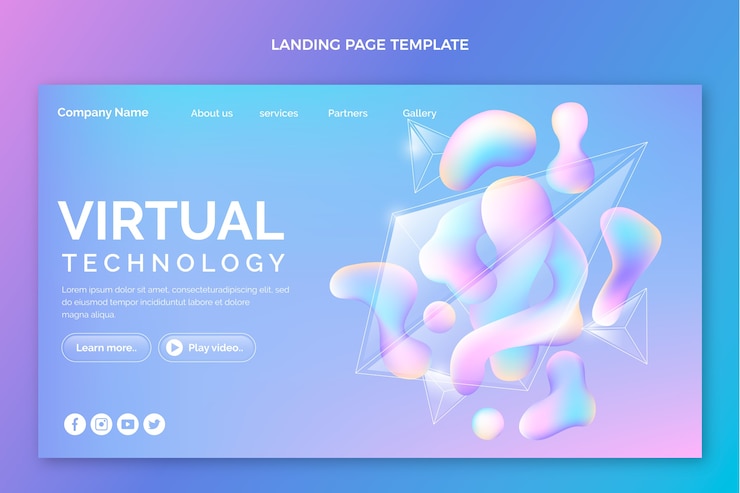 LANDING PAGE TEMPLATE
Company Name About us services Partners Gallery
VIRTUAL
TECHNOLOGY
Lorem ipsum dolor sit amet, consecteturadipiscing elit, sed
do eiusmod tempor incididunt labore et dolore
magna aliqua.
Learn more.. Play video..